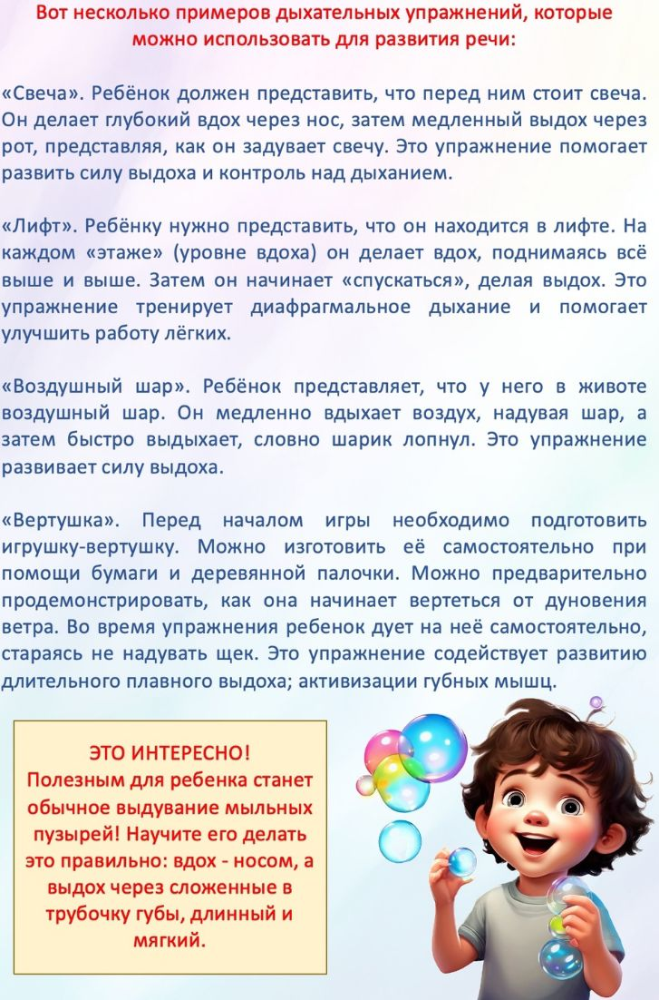 Вот несколько примеров дыхательных упражнений, которые
можно использовать для развития речи:
«Свеча». Ребёнок должен представить, что перед ним стоит свеча.
Он делает глубокий вдох через нос, затем медленный выдох через
рот, представляя, как он задувает свечу. Это упражнение помогает
развить силу выдоха и контроль над дыханием.
«Лифт». Ребёнку нужно представить, что он находится в лифте. На
каждом «этаже» (уровне вдоха) он делает вдох, поднимаясь всё
выше и выше. Затем он начинает «спускаться», делая выдох. Это
упражнение тренирует диафрагмальное дыхание и помогает
улучшить работу лёгких.
«Воздушный шар». Ребёнок представляет, что у него в животе
воздушный шар. Он медленно вдыхает воздух, надувая шар, а
затем быстро выдыхает, словно шарик лопнул. Это упражнение
развивает силу выдоха.
«Вертушка». Перед началом игры необходимо подготовить
игрушку-вертушку. Можно изготовить её самостоятельно при
помощи бумаги и деревянной палочки. Можно предварительно
продемонстрировать, как она начинает вертеться от дуновения
ветра. Во время упражнения ребенок дует на неё самостоятельно,
стараясь не надувать щек. Это упражнение содействует развитию
длительного плавного выдоха; активизации губных мышц.
ЭТО ИНТЕРЕСНО!
Полезным для ребенка станет
обычное выдувание мыльных
пузырей! Научите его делать
это правильно: вдох - носом, а
выдох через сложенные в
трубочку губы, длинный и
мягкий.